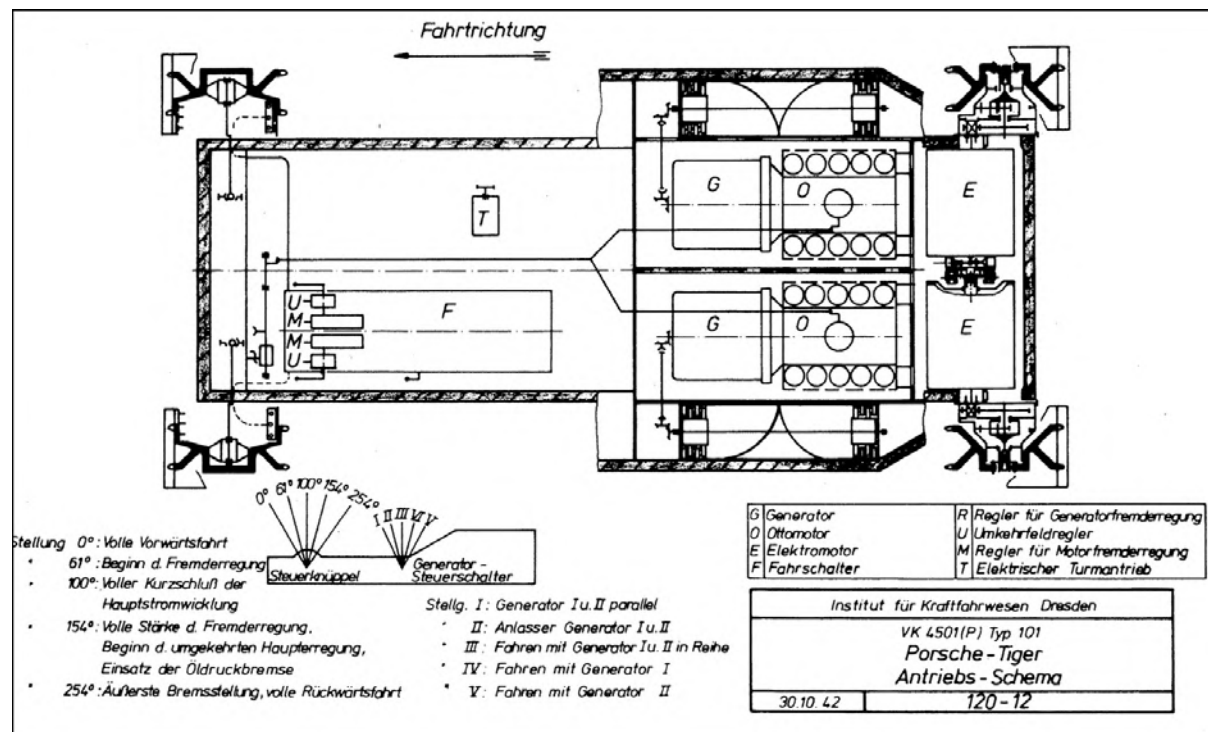 Fahrtrichtung
G
O
E
T
U
M
M
U
F
G
O
E
0° 61° 100° 154° 254°
I II III VI V
Steuerknüppel
Generator -
Steuerschalter
Stellung 0°: Volle Vorwärtsfahrt
" 61°: Beginn d. Fremderregung
" 100°: Voller Kurzschluß der
Hauptstromwicklung
" 154°: Volle Stärke d. Fremderregung,
Beginn d. umgekehrten Haupterregung,
Einsatz der Öldruckbremse
" 254°: Äußerste Bremsstellung, volle Rückwärtsfahrt
Stellg. I: Generator I u. II parallel
" II: Anlasser Generator I u. II
" III: Fahren mit Generator I u. II in Reihe
" IV: Fahren mit Generator I
" V: Fahren mit Generator II
G Generator
O Ottomotor
E Elektromotor
F Fahrschalter
R Regler für Generatorfremderregung
U Umkehrfeldregler
M Regler für Motorfremderregung
T Elektrischer Turmantrieb
Institut für Kraftfahrwesen Dresden
VK 4501(P) Typ 101
Porsche-Tiger
Antriebs-Schema
30.10.42 120-12